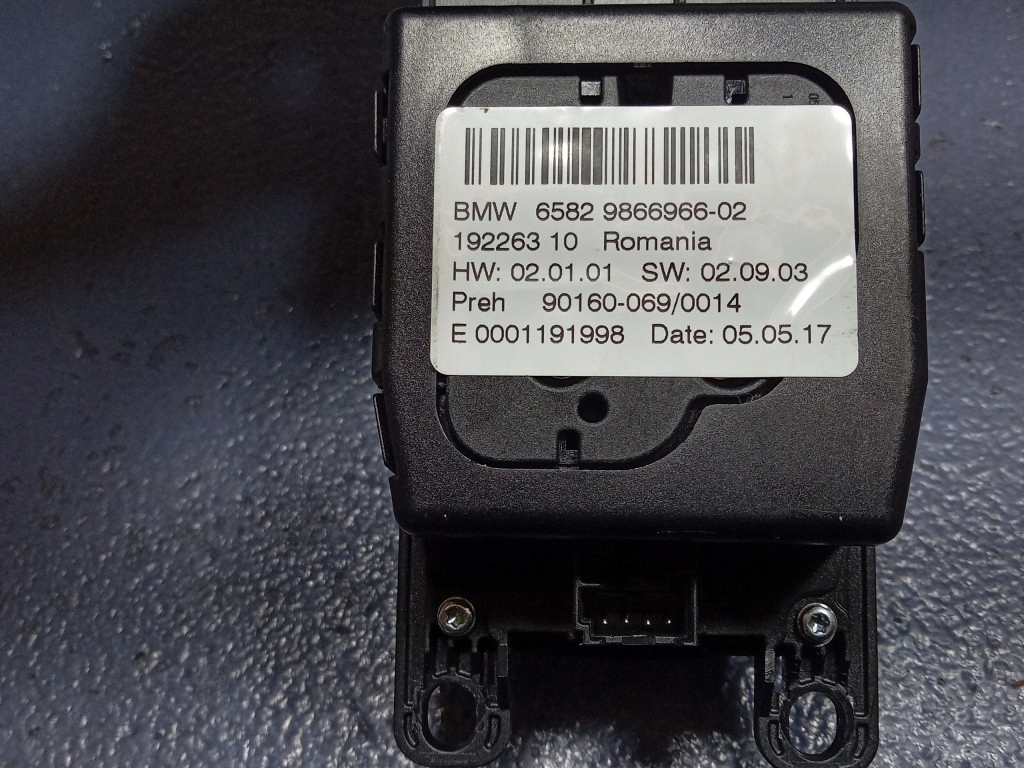 BMW 6582 9866966-02
192263 10 Romania
HW: 02.01.01 SW: 02.09.03
Preh 90160-069/0014
E 0001191998 Date: 05.05.17